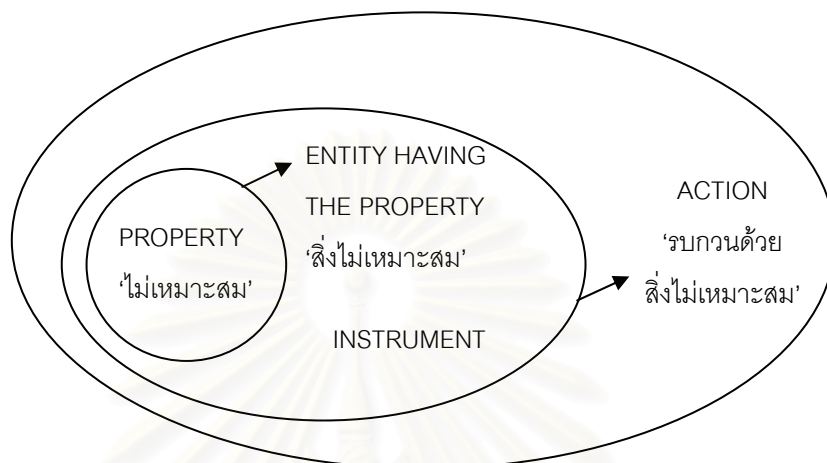 PROPERTY
‘ไม่เหมาะสม’
ENTITY HAVING
THE PROPERTY
‘สิ่งไม่เหมาะสม’
INSTRUMENT
ACTION
‘รบกวนด้วย
สิ่งไม่เหมาะสม’